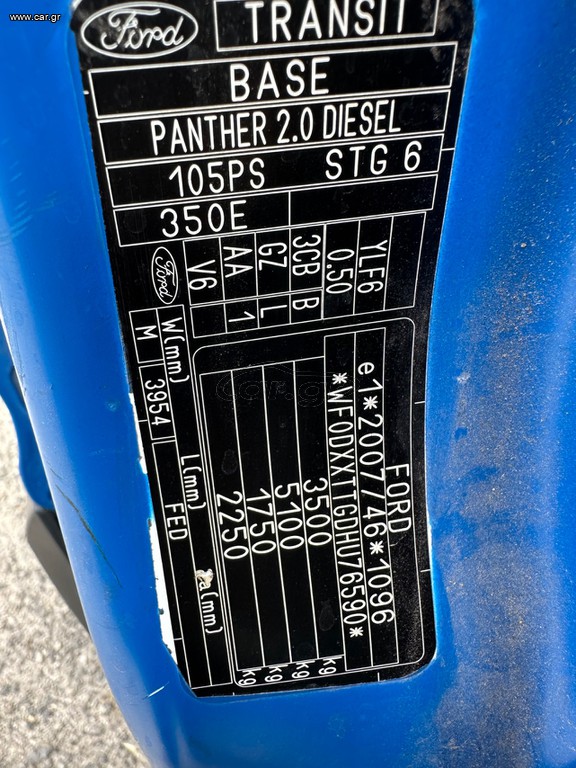 www.car.gr
Ford TRANSIT
BASE
PANTHER 2.0 DIESEL
105PS STG 6
350E
Ford
V6
AA 1
GZ L
3CB B
0.50
YLF6
W(mm) L(mm) a(mm)
M 3954 FED
FORD
e1*2007/46*1096
*WF0DXXTTGDHU76590*
3500 kg
5100 kg
1750 kg
2250 kg